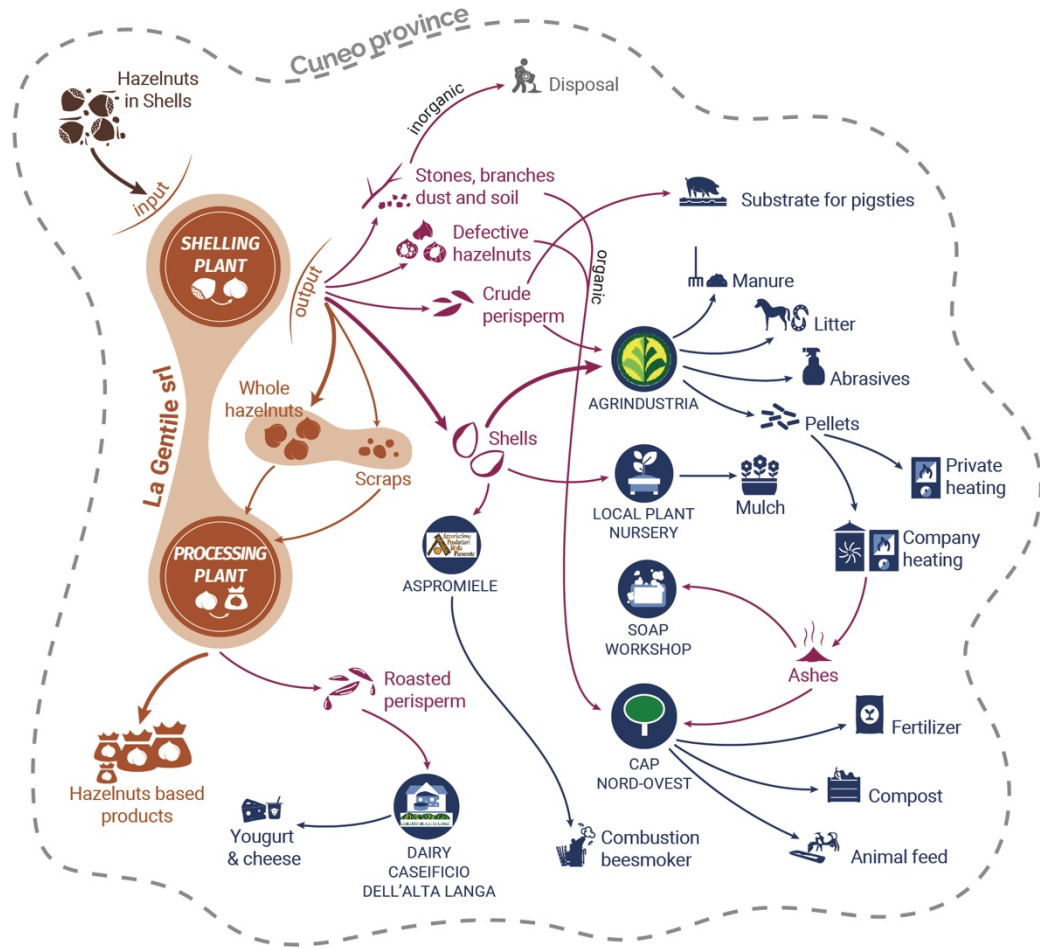 Cuneo province
Hazelnuts
in Shells
input
SHELLING
PLANT
output
La Gentile srl
inorganic
Disposal
Stones, branches
dust and soil
Defective
hazelnuts
organic
Crude
perisperm
Substrate for pigsties
Manure
Litter
Abrasives
AGRINDUSTRIA
Pellets
Private
heating
Company
heating
Whole
hazelnuts
Scraps
Shells
LOCAL PLANT
NURSERY
Mulch
PROCESSING
PLANT
ASPROMIELE
SOAP
WORKSHOP
Ashes
Roasted
perisperm
CAP
NORD-OVEST
Fertilizer
Compost
Animal feed
Hazelnuts based
products
Yougurt
& cheese
DAIRY
CASEIFICIO
DELL'ALTA LANGA
Combustion
beesmoker